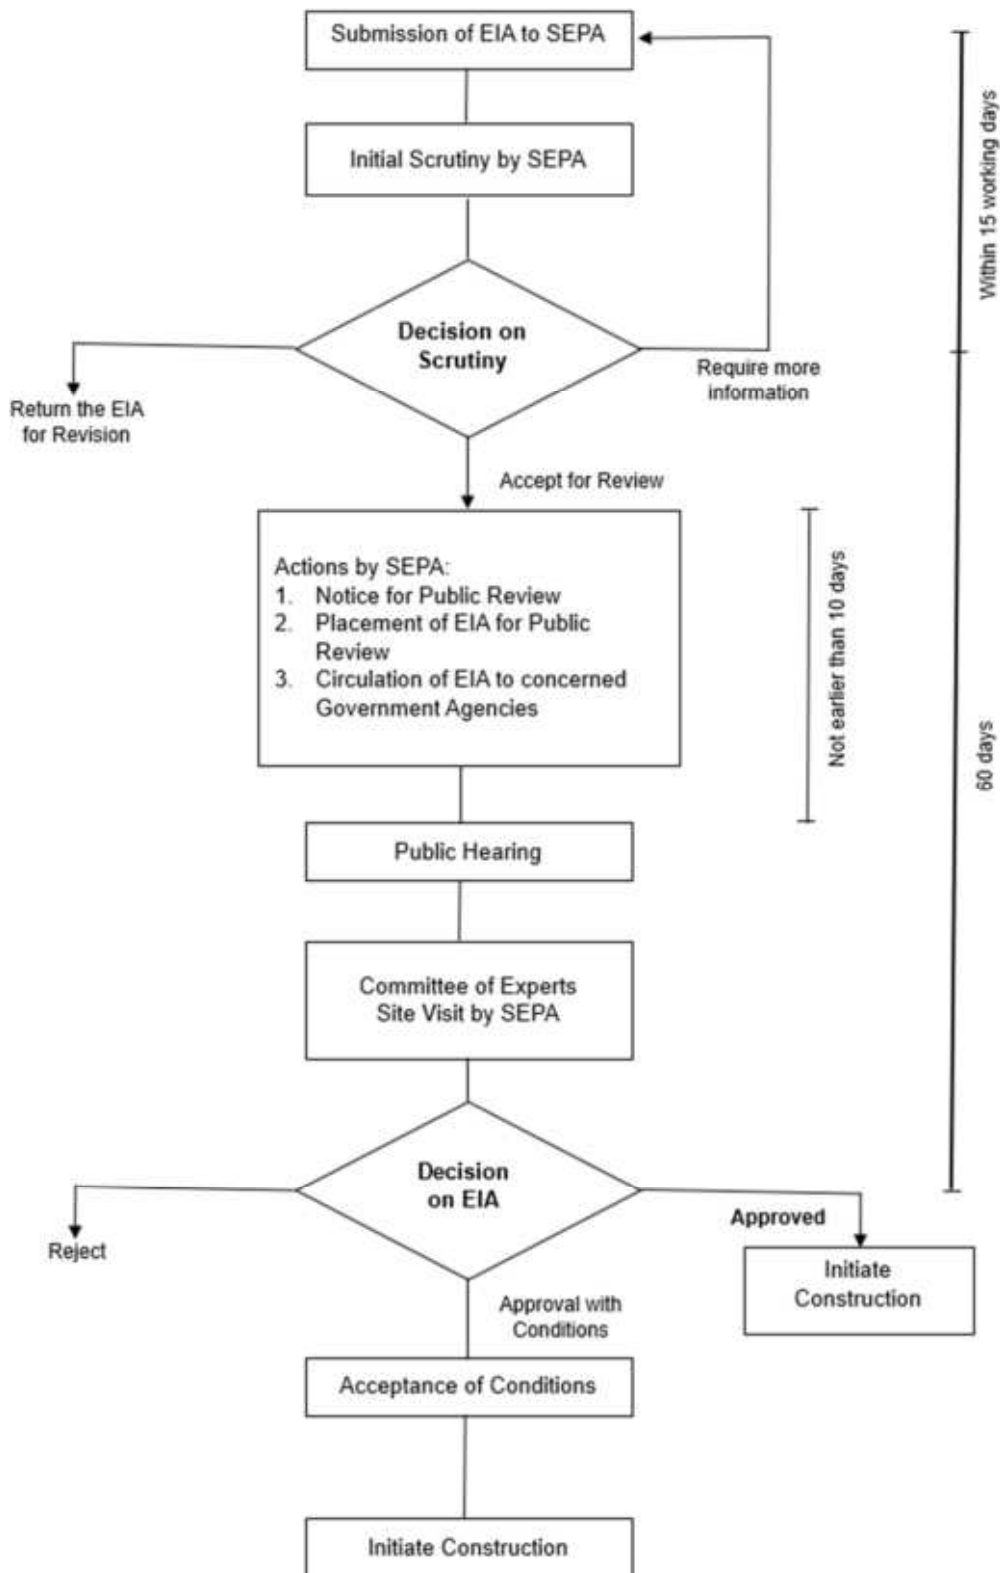 Submission of EIA to SEPA
Initial Scrutiny by SEPA
Within 15 working days
Decision on
Scrutiny
Require more
information
Return the EIA
for Revision
Accept for Review
Actions by SEPA:
1. Notice for Public Review
2. Placement of EIA for Public
Review
3. Circulation of EIA to concerned
Government Agencies
Not earlier than 10 days
60 days
Public Hearing
Committee of Experts
Site Visit by SEPA
Decision
on EIA
Reject
Approved
Initiate
Construction
Approval with
Conditions
Acceptance of Conditions
Initiate Construction